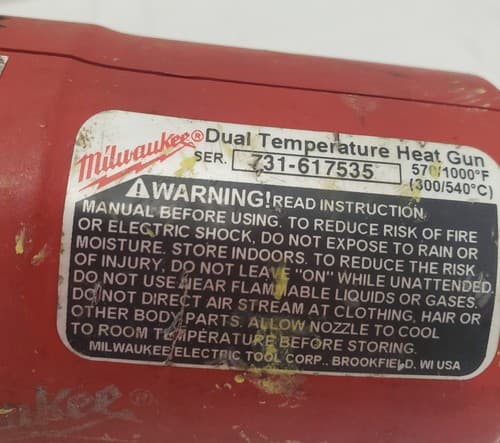 Milwaukee® Dual Temperature Heat Gun
SER. 731-617535 570/1000°F
(300/540°C)
WARNING! READ INSTRUCTION
MANUAL BEFORE USING. TO REDUCE RISK OF FIRE
OR ELECTRIC SHOCK, DO NOT EXPOSE TO RAIN OR
MOISTURE. STORE INDOORS. TO REDUCE THE RISK
OF INJURY, DO NOT LEAVE "ON" WHILE UNATTENDED.
DO NOT USE NEAR FLAMMABLE LIQUIDS OR GASES.
DO NOT DIRECT AIR STREAM AT CLOTHING, HAIR OR
OTHER BODY PARTS. ALLOW NOZZLE TO COOL
TO ROOM TEMPERATURE BEFORE STORING.
MILWAUKEE ELECTRIC TOOL CORP., BROOKFIELD, WI USA